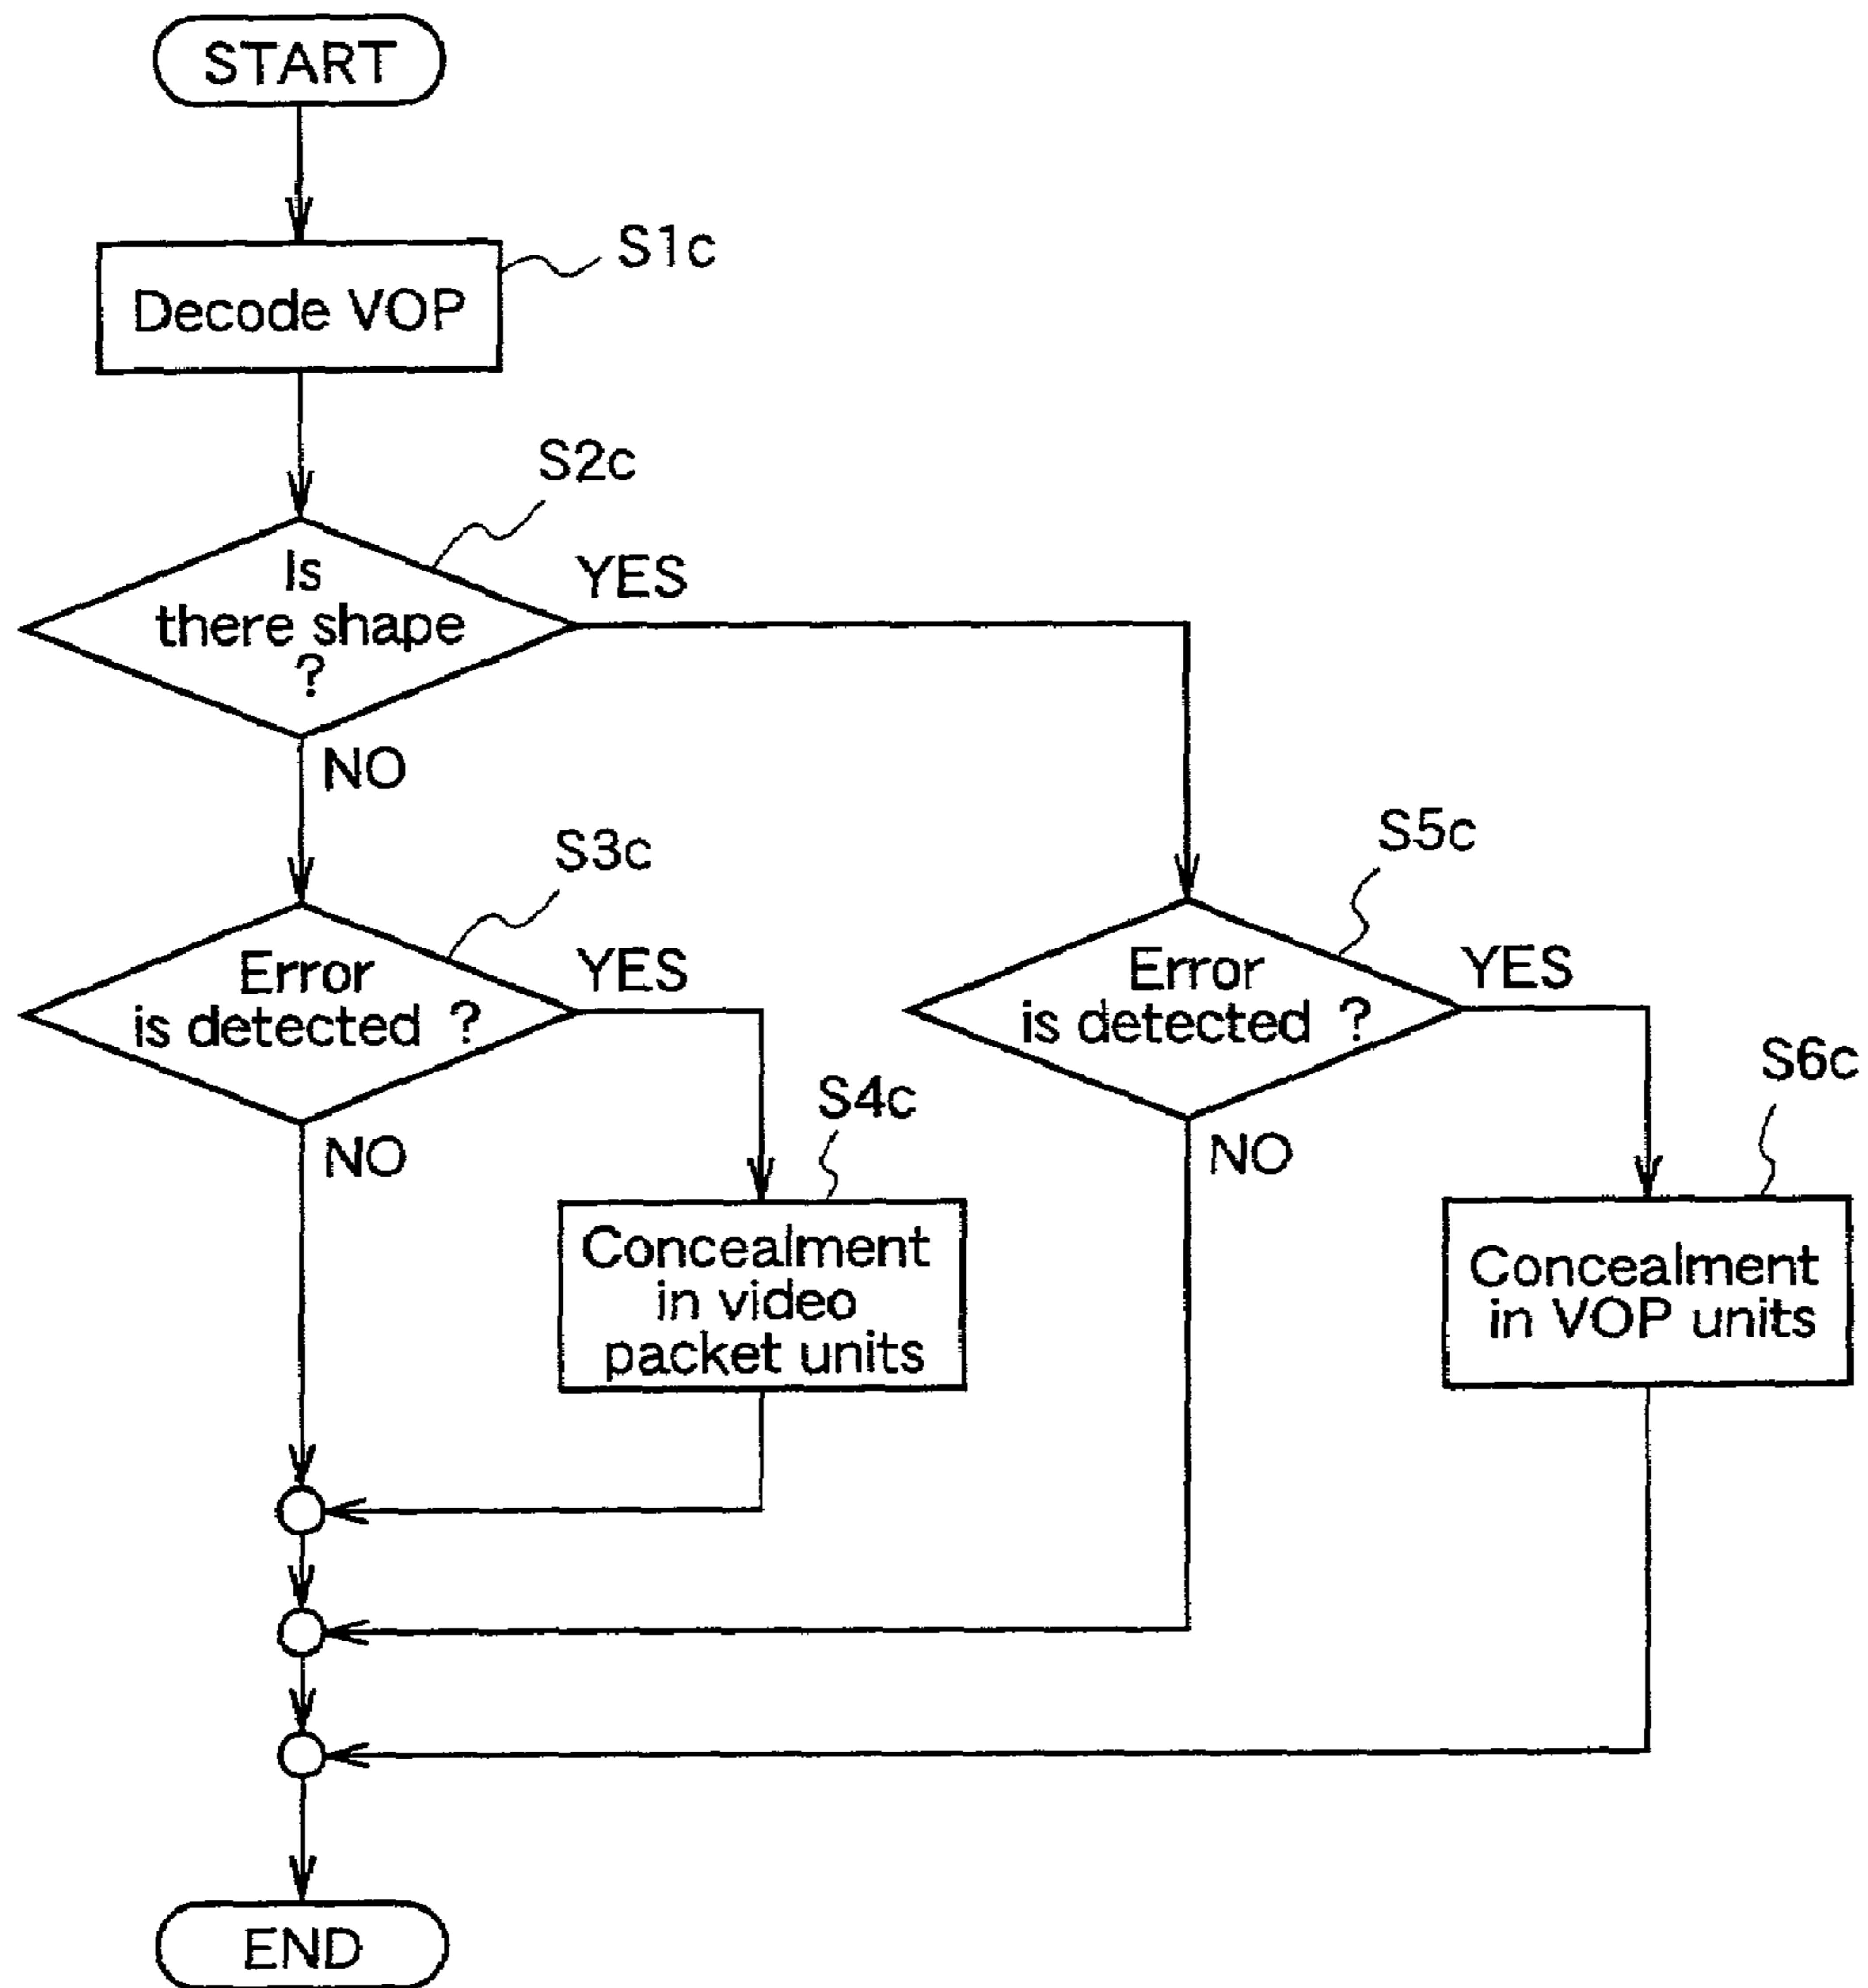 START
S1c
Decode VOP
S2c
Is
there shape
?
YES
NO
S3c
Error
is detected ?
YES
NO
S4c
Concealment
in video
packet units
S5c
Error
is detected ?
YES
NO
S6c
Concealment
in VOP units
END